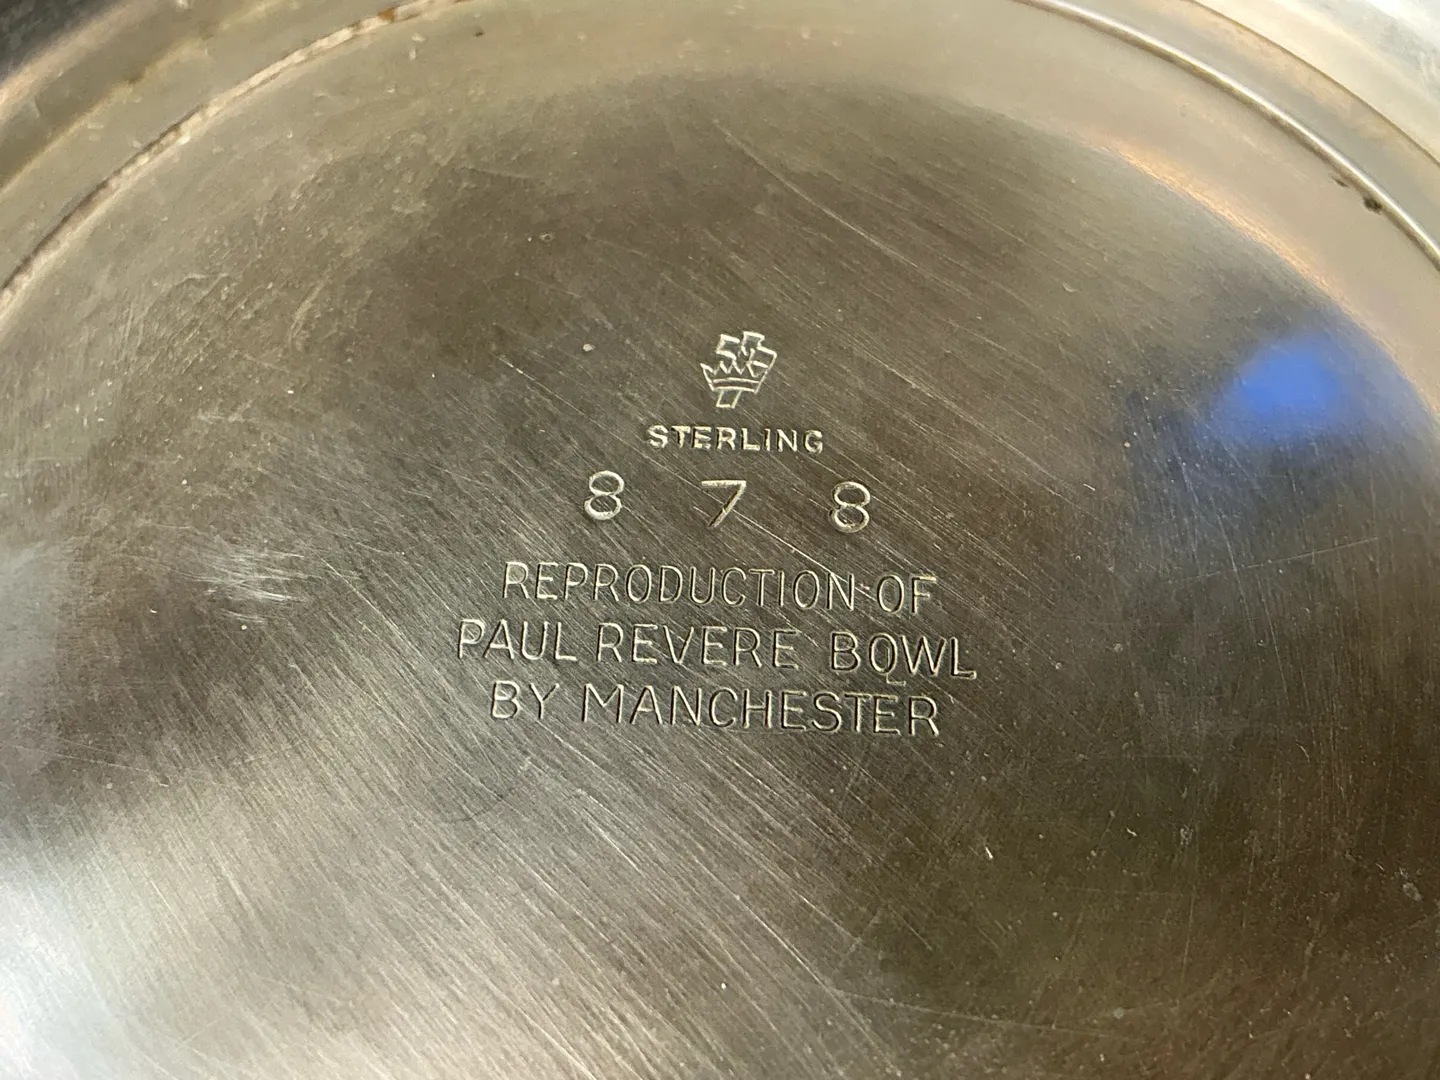 STERLING
8 7 8
REPRODUCTION OF
PAUL REVERE BOWL
BY MANCHESTER